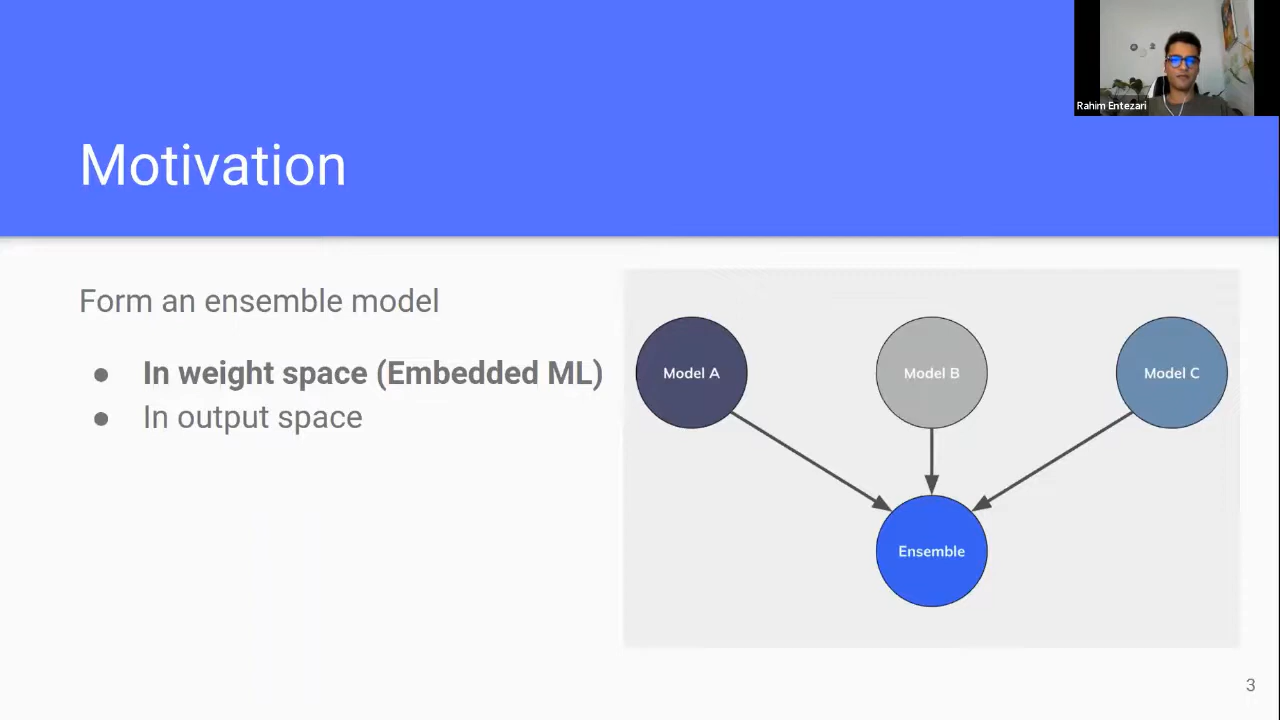 Rahim Entezari
Motivation
Form an ensemble model
● In weight space (Embedded ML)
● In output space
Model A
Model B
Model C
Ensemble
3